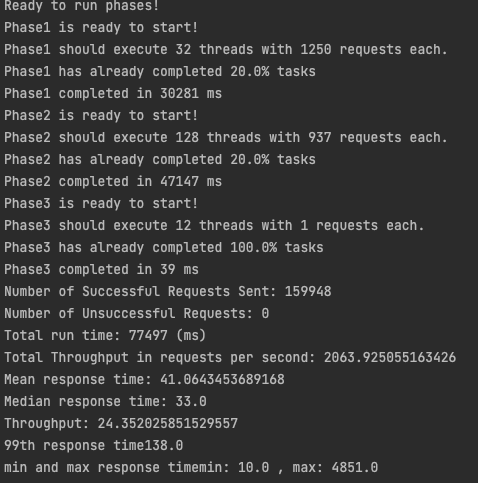 Ready to run phases!
Phase1 is ready to start!
Phase1 should execute 32 threads with 1250 requests each.
Phase1 has already completed 20.0% tasks
Phase1 completed in 30281 ms
Phase2 is ready to start!
Phase2 should execute 128 threads with 937 requests each.
Phase2 has already completed 20.0% tasks
Phase2 completed in 47147 ms
Phase3 is ready to start!
Phase3 should execute 12 threads with 1 requests each.
Phase3 has already completed 100.0% tasks
Phase3 completed in 39 ms
Number of Successful Requests Sent: 159948
Number of Unsuccessful Requests: 0
Total run time: 77497 (ms)
Total Throughput in requests per second: 2063.925055163426
Mean response time: 41.0643453689168
Median response time: 33.0
Throughput: 24.352025851529557
99th response time138.0
min and max response timemin: 10.0 , max: 4851.0